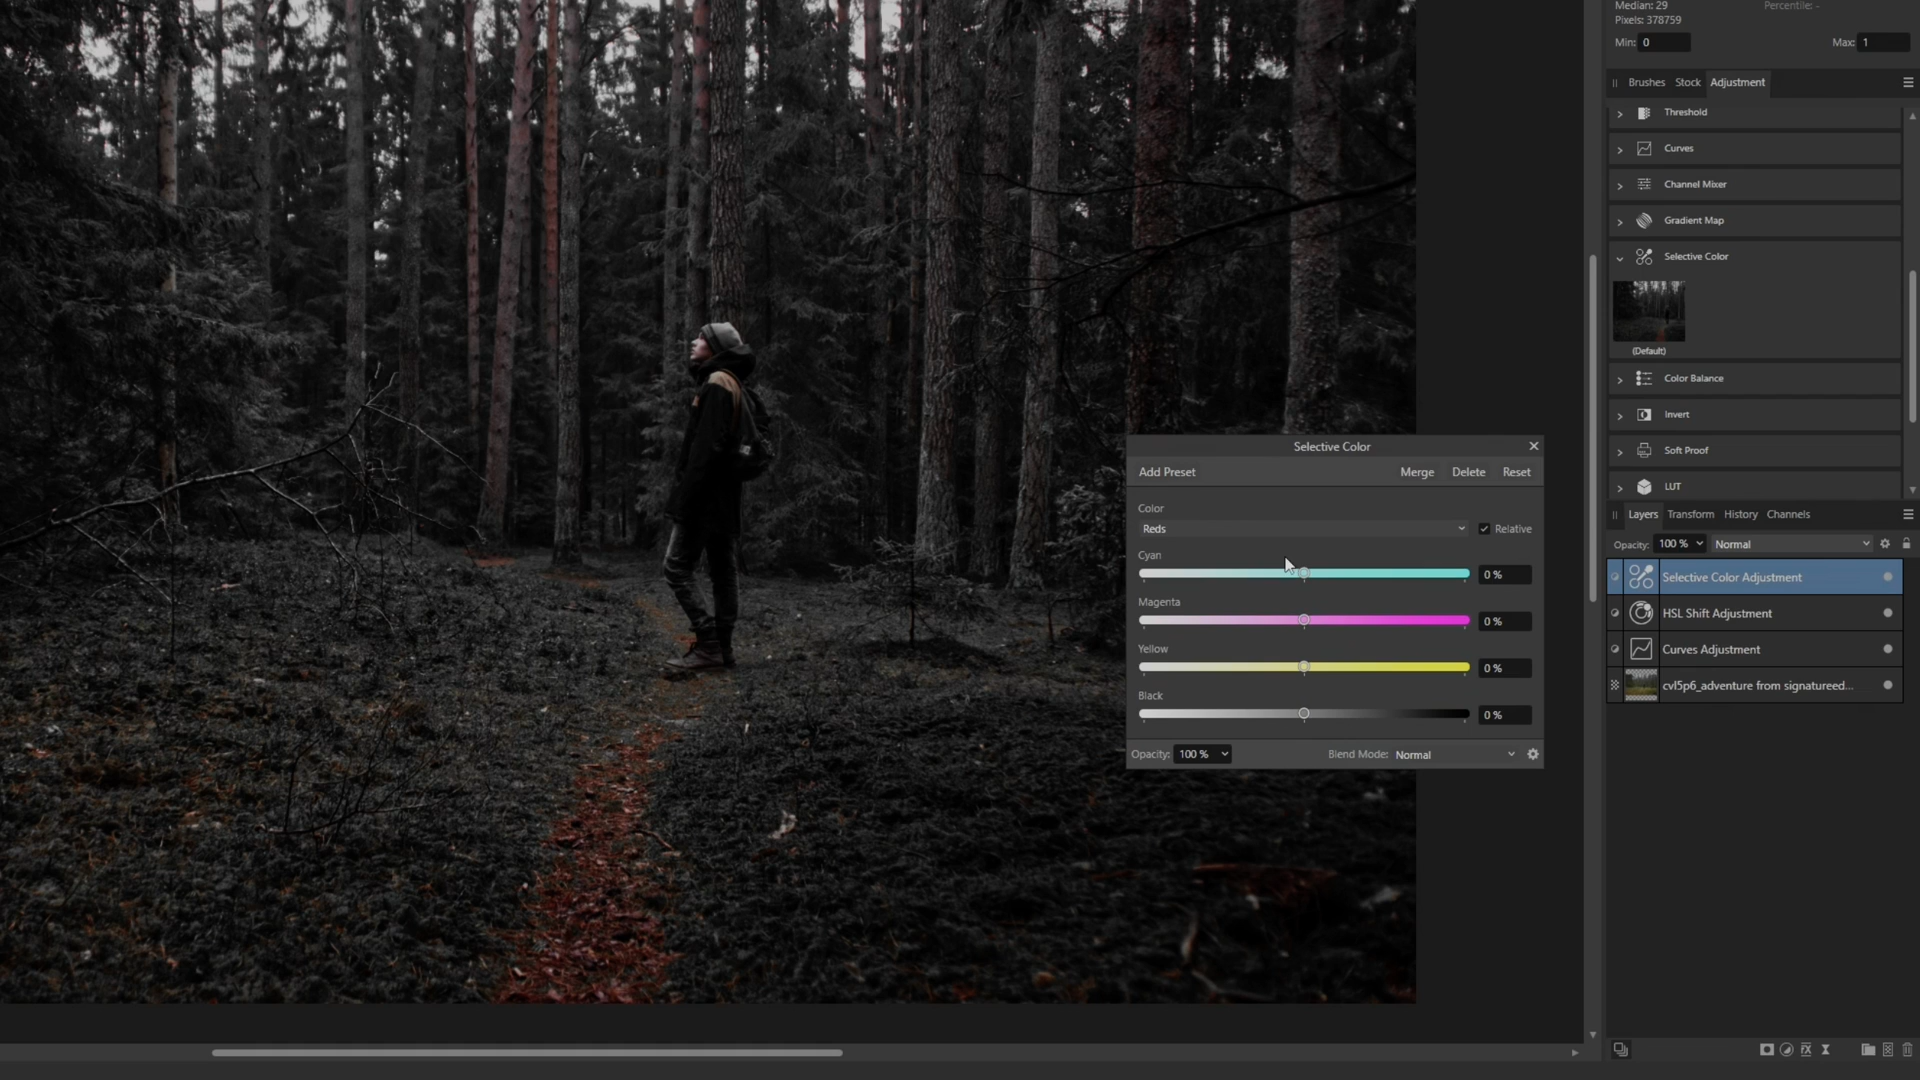 Median: 29
Percentile: -
Pixels: 378759
Min: 0
Max: 1
Brushes
Stock
Adjustment
Threshold
Curves
Channel Mixer
Gradient Map
Selective Color
(Default)
Color Balance
Invert
Soft Proof
LUT
Selective Color
Add Preset
Merge
Delete
Reset
Color
Reds
Relative
Cyan
0 %
Magenta
0 %
Yellow
0 %
Black
0 %
Opacity: 100 %
Blend Mode: Normal
Layers
Transform
History
Channels
Opacity: 100 %
Normal
Selective Color Adjustment
HSL Shift Adjustment
Curves Adjustment
cvl5p6_adventure from signatureed...